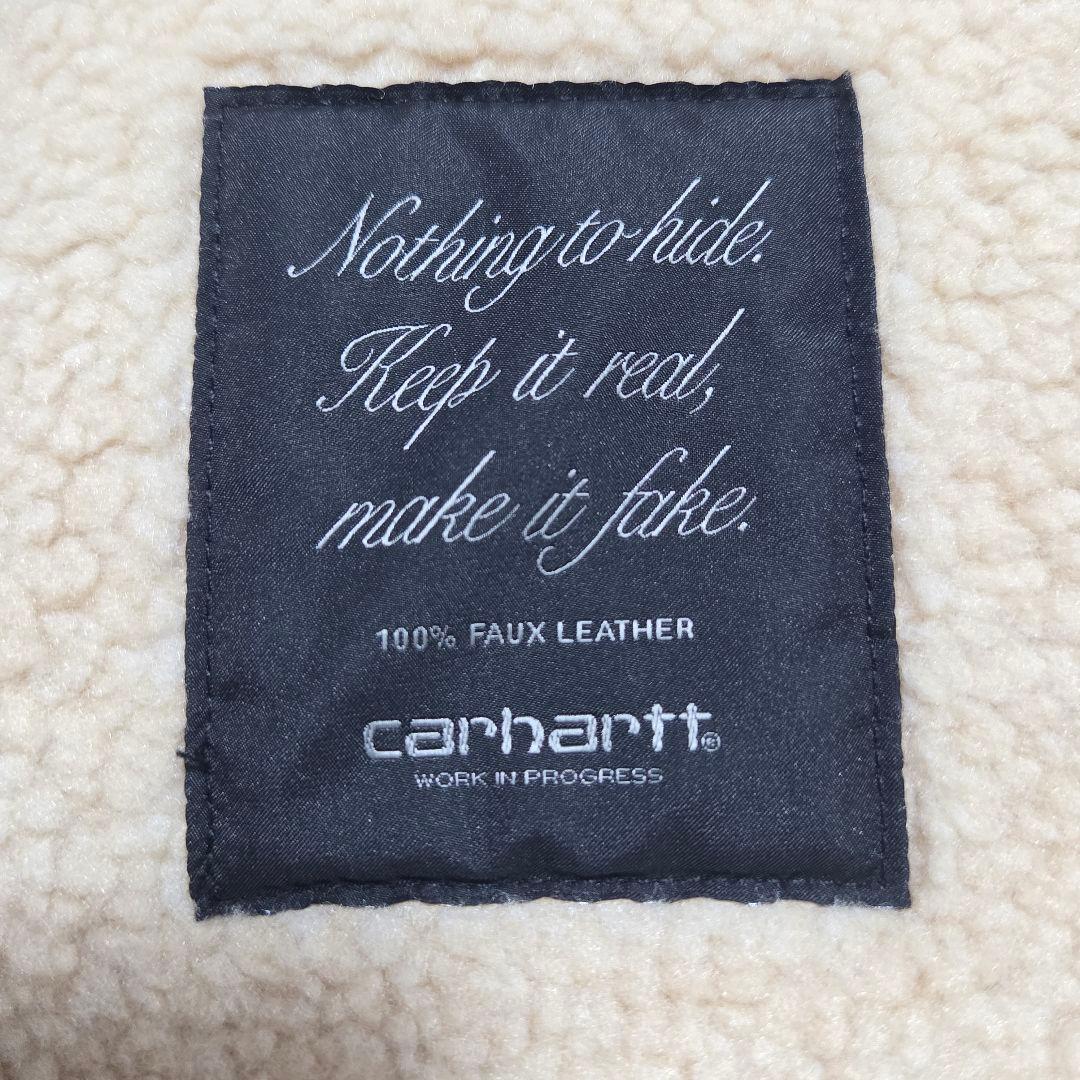 Nothing to hide.
Keep it real,
make it fake.
100% FAUX LEATHER
carhartt®
WORK IN PROGRESS